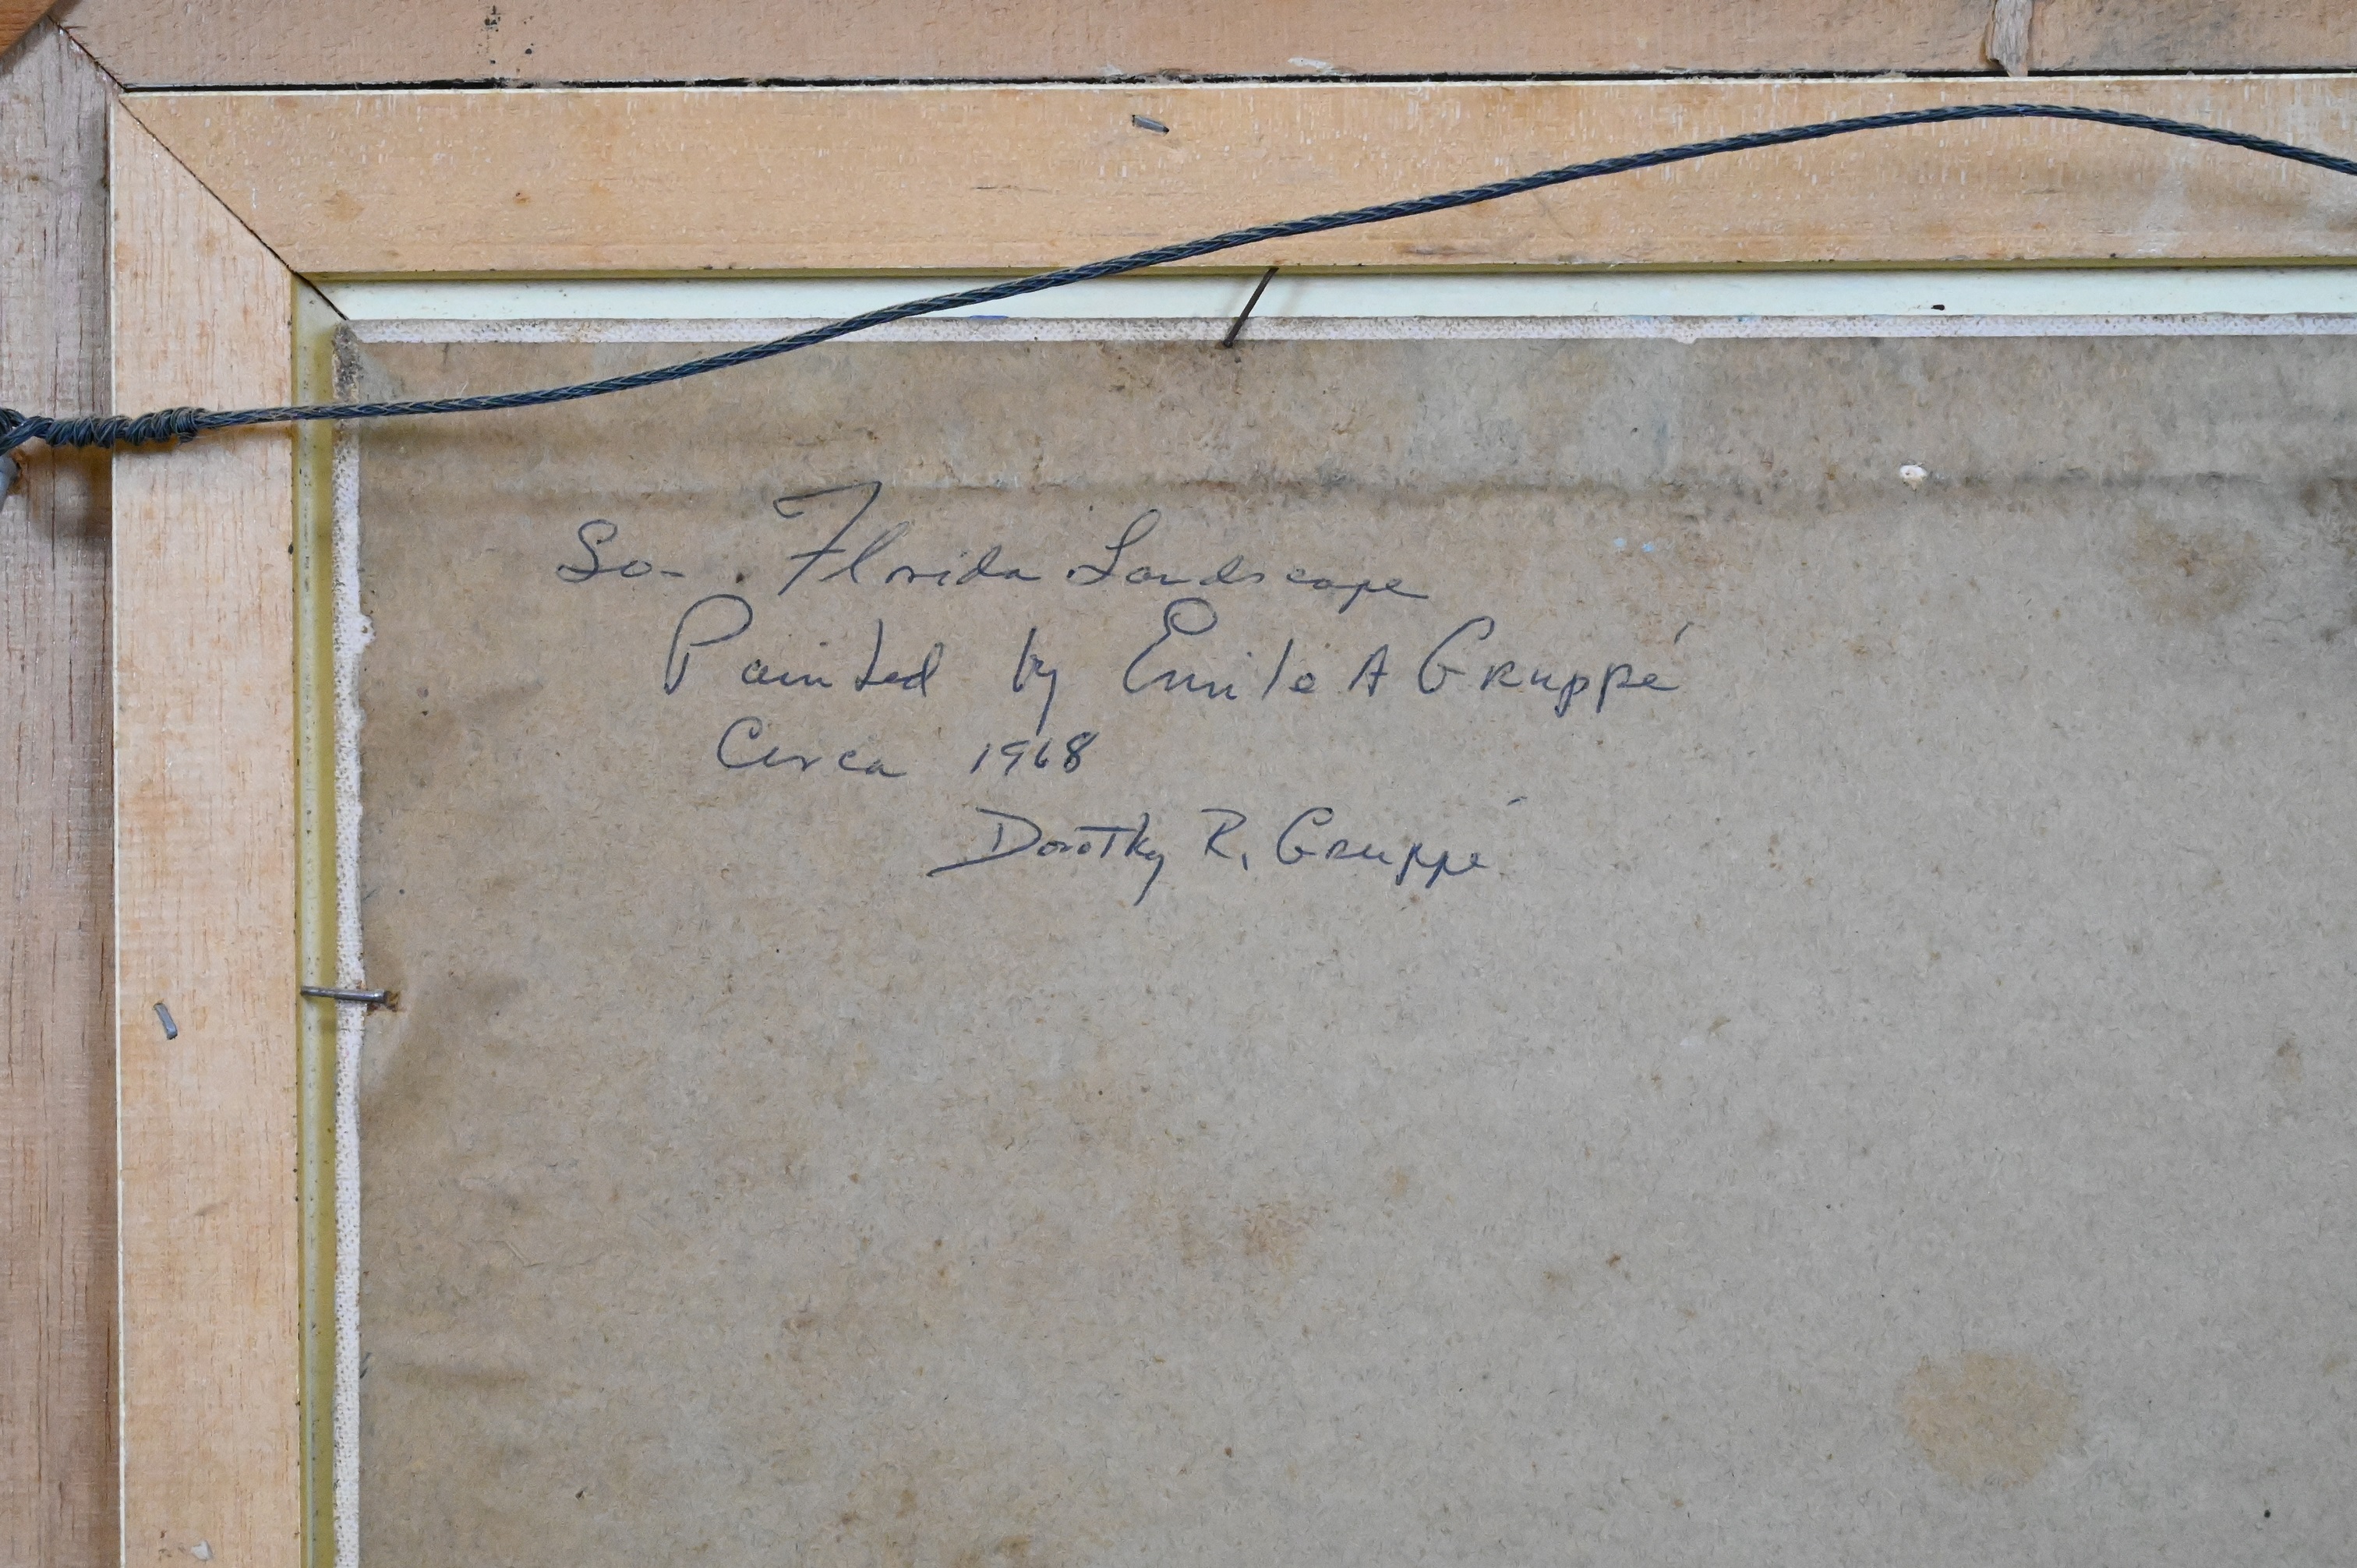 So- Florida Landscape
Painted by Emile A Gruppé
Circa 1968
Dorothy R. Gruppé